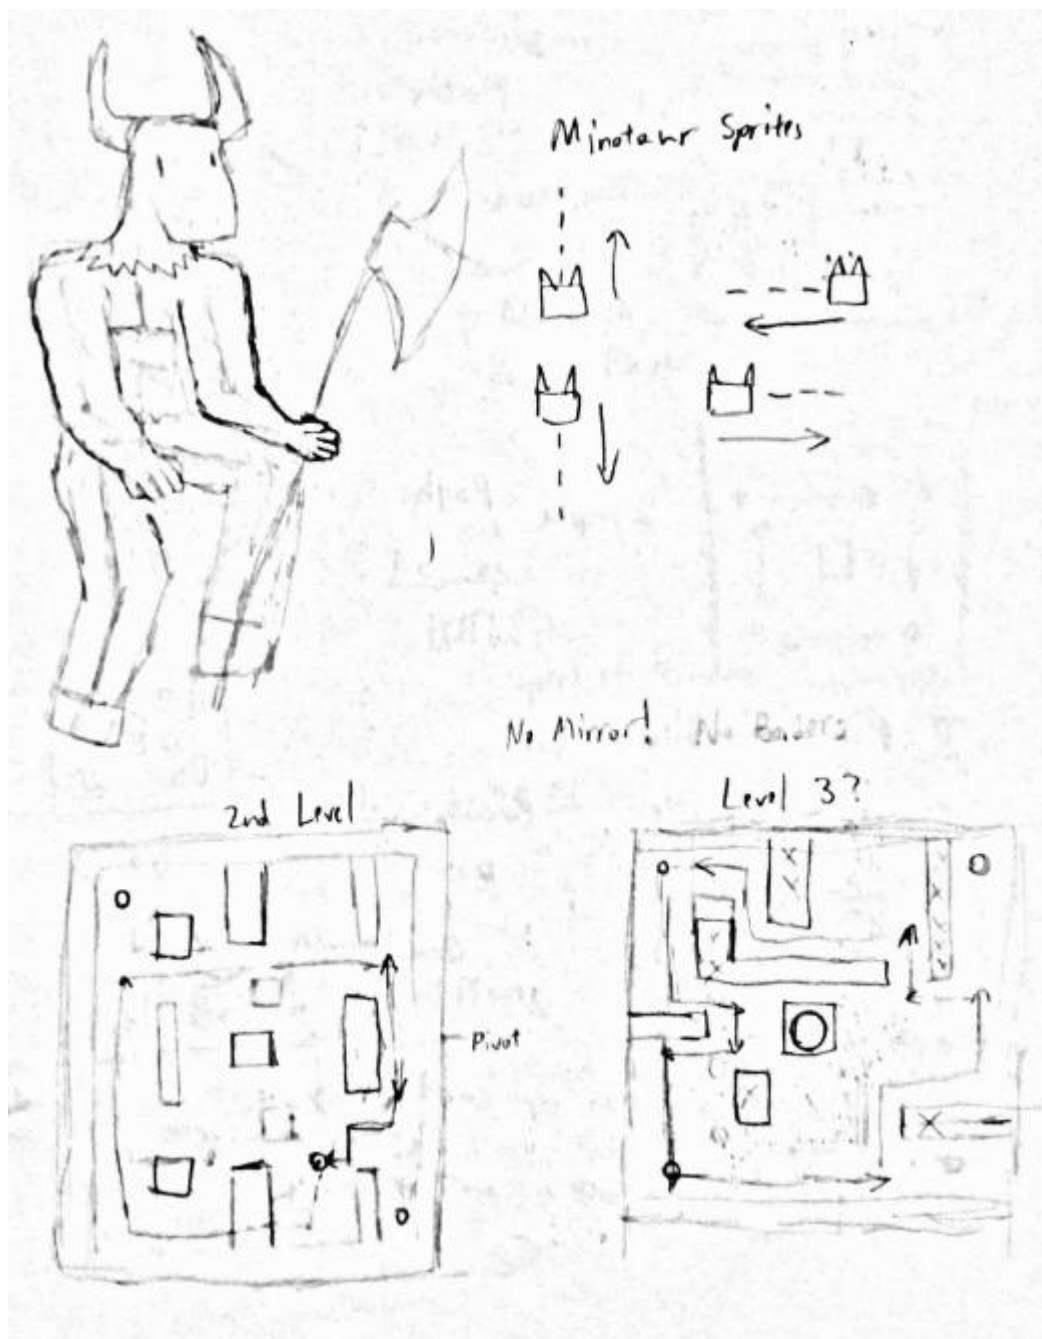 Minotaur Sprites
No Mirror! No Borders
2nd Level
Level 3?
Pivot